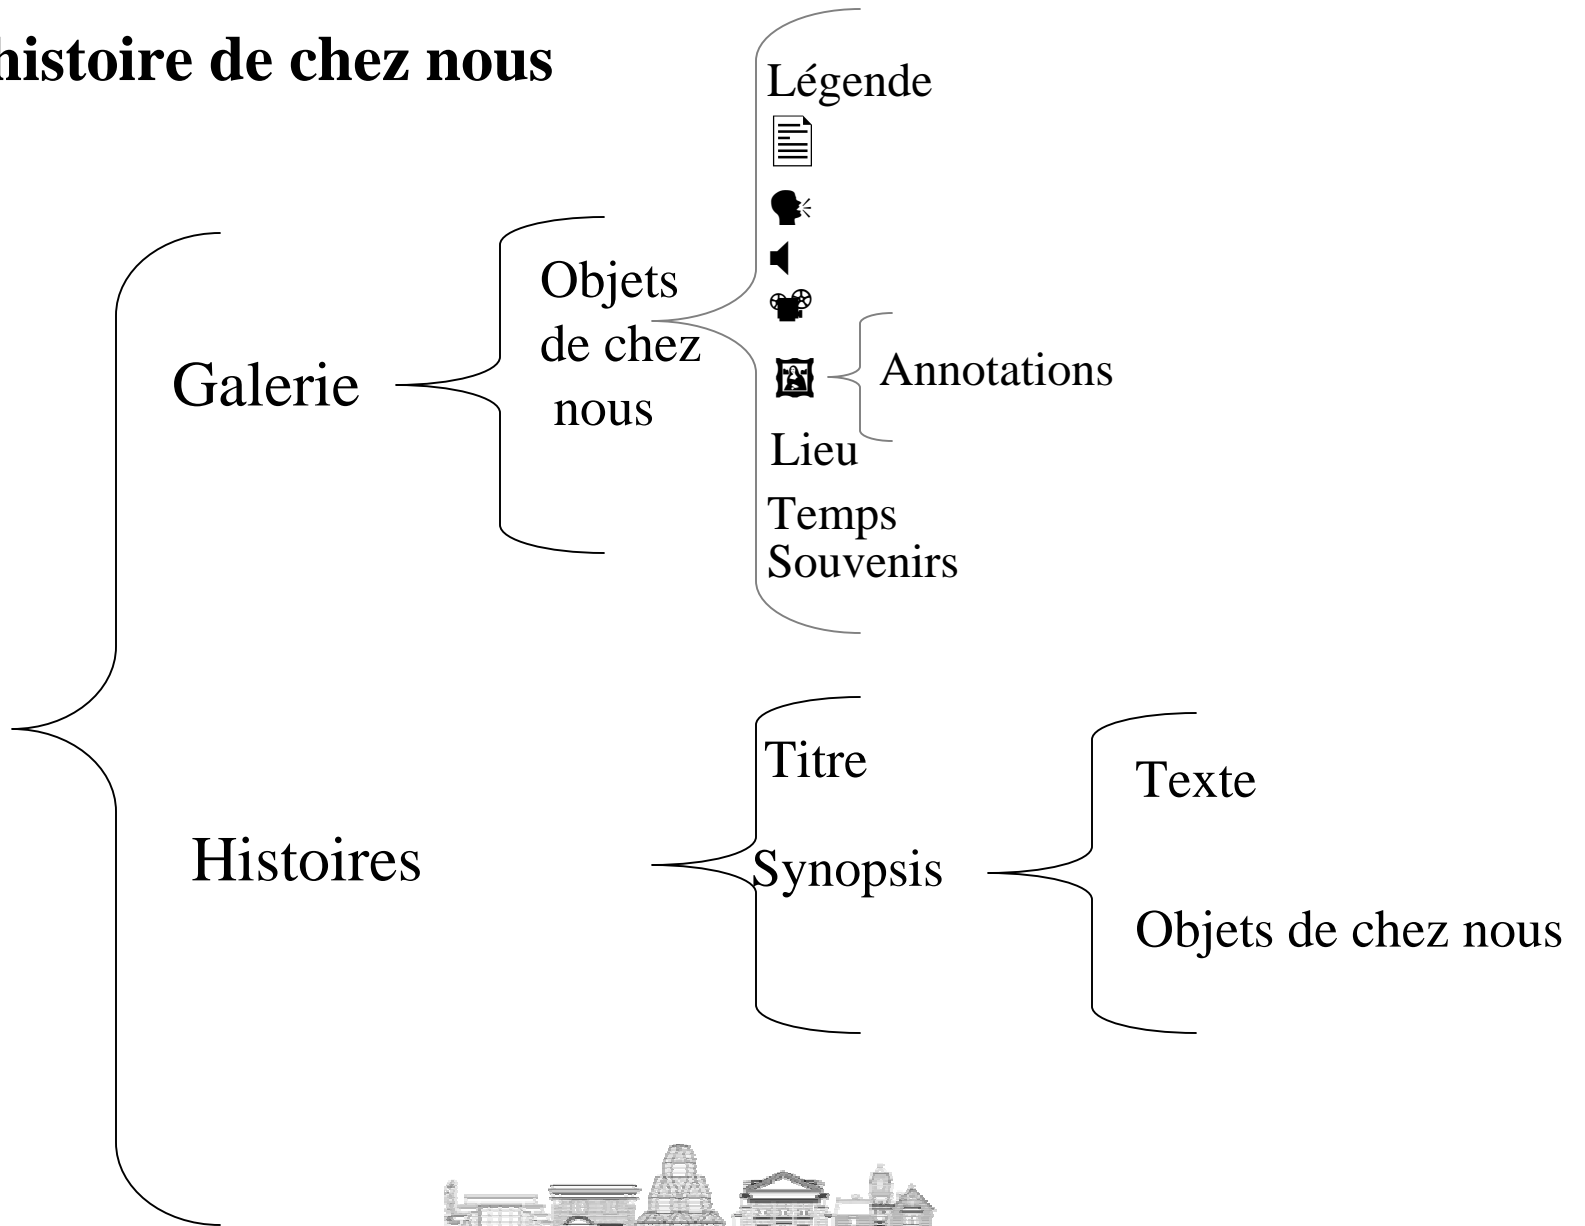 histoire de chez nous
Légende
Objets
de chez
nous
Galerie
Annotations
Lieu
Temps
Souvenirs
Titre
Texte
Histoires
Synopsis
Objets de chez nous